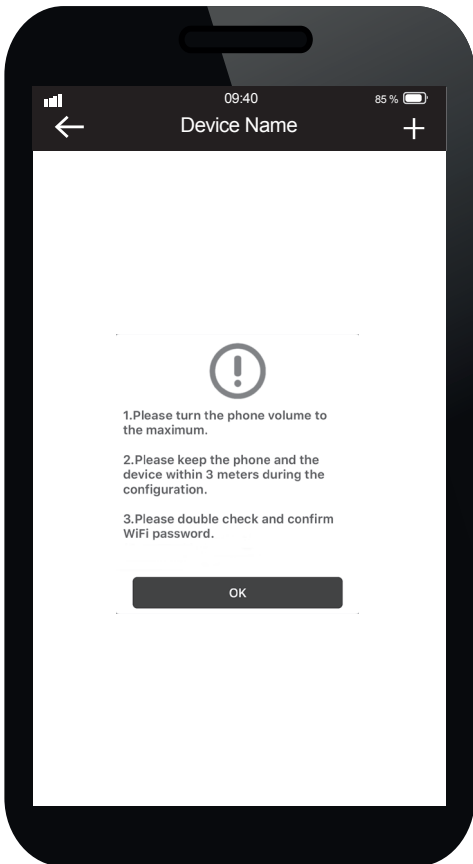 09:40
85 %
Device Name
1.Please turn the phone volume to
the maximum.
2.Please keep the phone and the
device within 3 meters during the
configuration.
3.Please double check and confirm
WiFi password.
OK